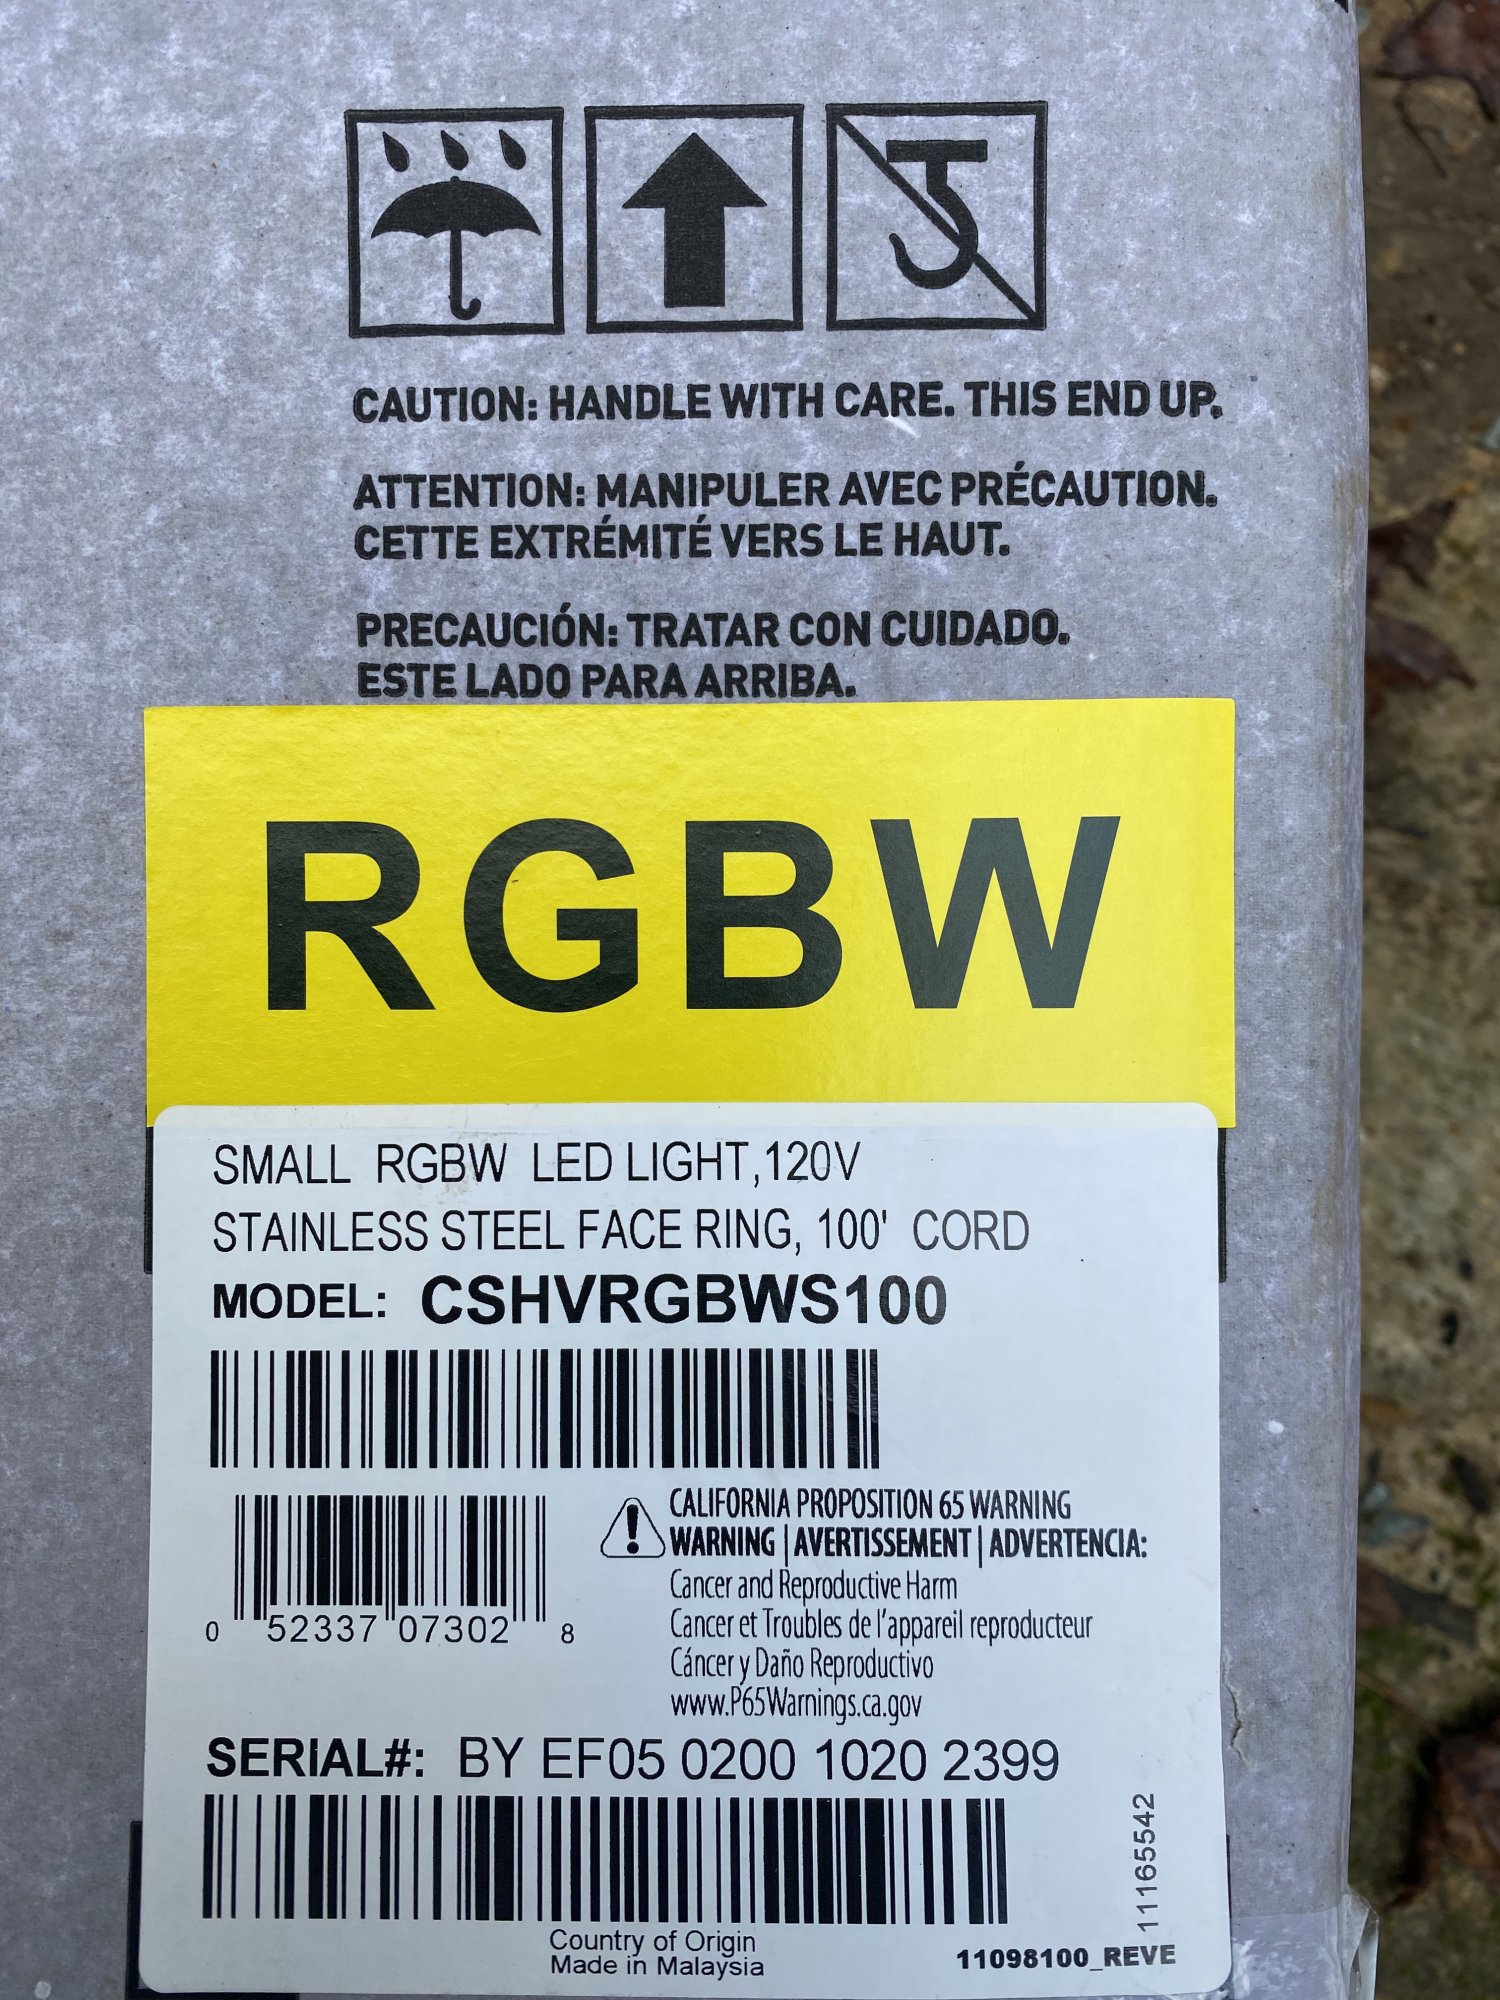 CAUTION: HANDLE WITH CARE. THIS END UP.
ATTENTION: MANIPULER AVEC PRÉCAUTION.
CETTE EXTRÉMITÉ VERS LE HAUT.
PRECAUCIÓN: TRATAR CON CUIDADO.
ESTE LADO PARA ARRIBA.
RGBW
SMALL RGBW LED LIGHT,120V
STAINLESS STEEL FACE RING, 100' CORD
MODEL: CSHVRGBWS100
CALIFORNIA PROPOSITION 65 WARNING
WARNING | AVERTISSEMENT | ADVERTENCIA:
Cancer and Reproductive Harm
Cancer et Troubles de l'appareil reproducteur
Cáncer y Daño Reproductivo
www.P65Warnings.ca.gov
0 52337 07302 8
SERIAL#: BY EF05 0200 1020 2399
11165542
Country of Origin
Made in Malaysia
11098100_REVE